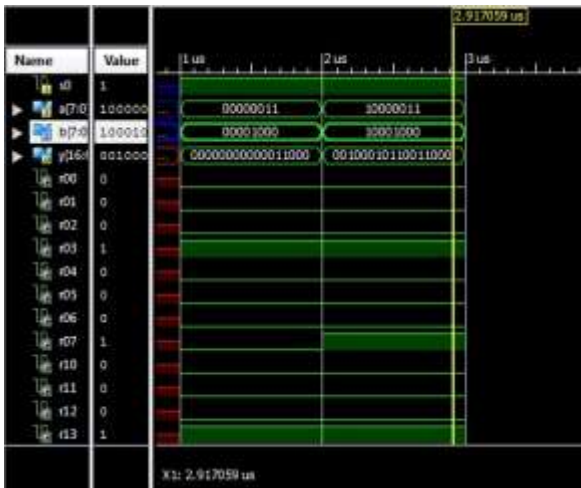 2.917059 us
Name Value 1 us 2 us 3 us
s0 1
a[7:0] 100000 00000011 10000011
b[7:0] 100010 00001000 10001000
y[16:0] 001000 00000000000011000 00100010110011000
r00 0
r01 0
r02 0
r03 1
r04 0
r05 0
r06 0
r07 1
r10 0
r11 0
r12 0
r13 1
X1: 2.917059 us